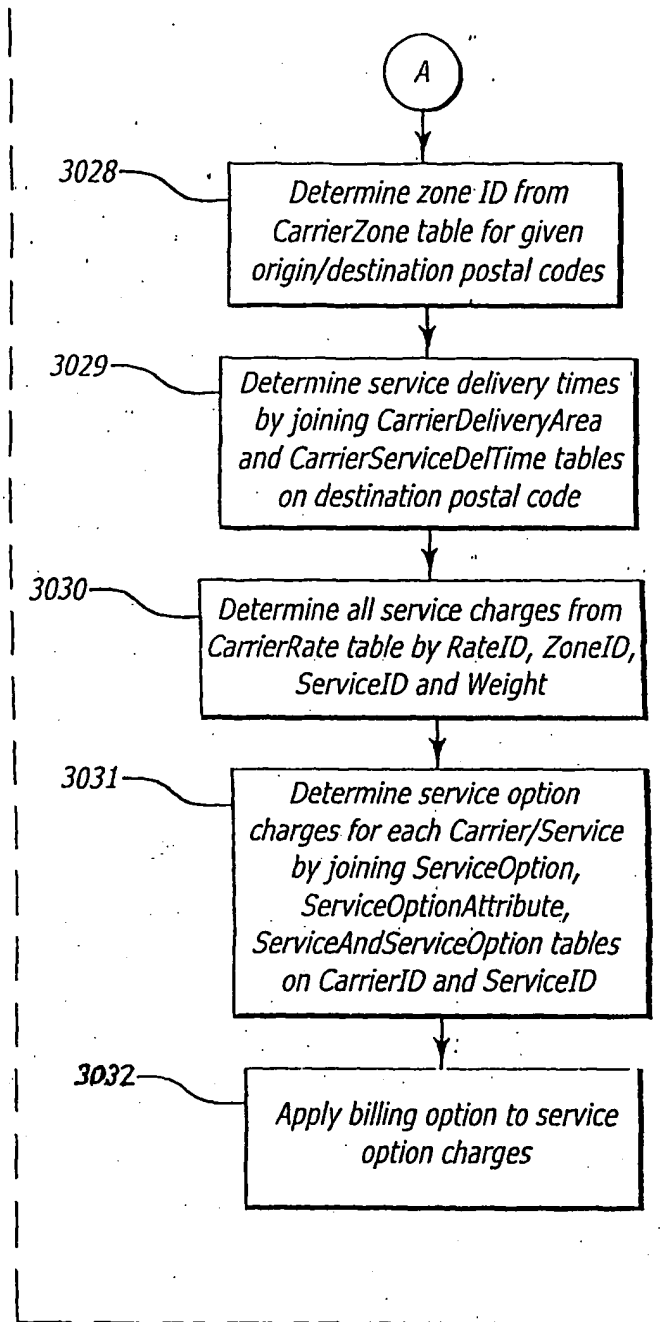 A
3028
Determine zone ID from
CarrierZone table for given
origin/destination postal codes
3029
Determine service delivery times
by joining CarrierDeliveryArea
and CarrierServiceDelTime tables
on destination postal code
3030
Determine all service charges from
CarrierRate table by RateID, ZoneID,
ServiceID and Weight
3031
Determine service option
charges for each Carrier/Service
by joining ServiceOption,
ServiceOptionAttribute,
ServiceAndServiceOption tables
on CarrierID and ServiceID
3032
Apply billing option to service
option charges